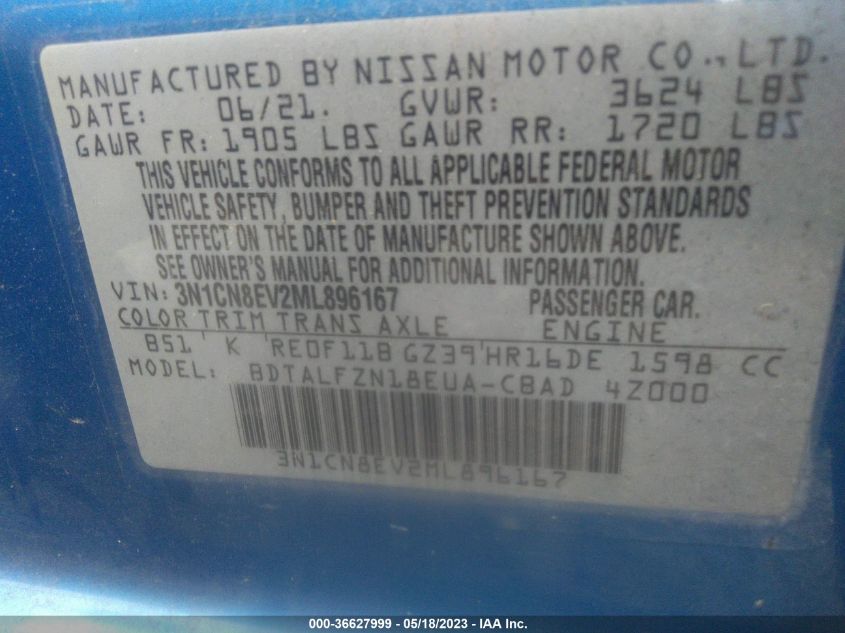 MANUFACTURED BY NISSAN MOTOR CO., LTD.
DATE: 06/21. GVWR: 3624 LBS
GAWR FR: 1905 LBS GAWR RR: 1720 LBS
THIS VEHICLE CONFORMS TO ALL APPLICABLE FEDERAL MOTOR
VEHICLE SAFETY, BUMPER AND THEFT PREVENTION STANDARDS
IN EFFECT ON THE DATE OF MANUFACTURE SHOWN ABOVE.
SEE OWNER'S MANUAL FOR ADDITIONAL INFORMATION.
VIN: 3N1CN8EV2ML896167 PASSENGER CAR.
COLOR TRIM TRANS AXLE ENGINE
B51 ' K 'RE0F11B GZ39'HR16DE 1598 CC
MODEL: BDTALFZN18EUA-CBAD 4Z000
3N1CN8EV2ML896167
000-36627999 — 05/18/2023 — IAA Inc.